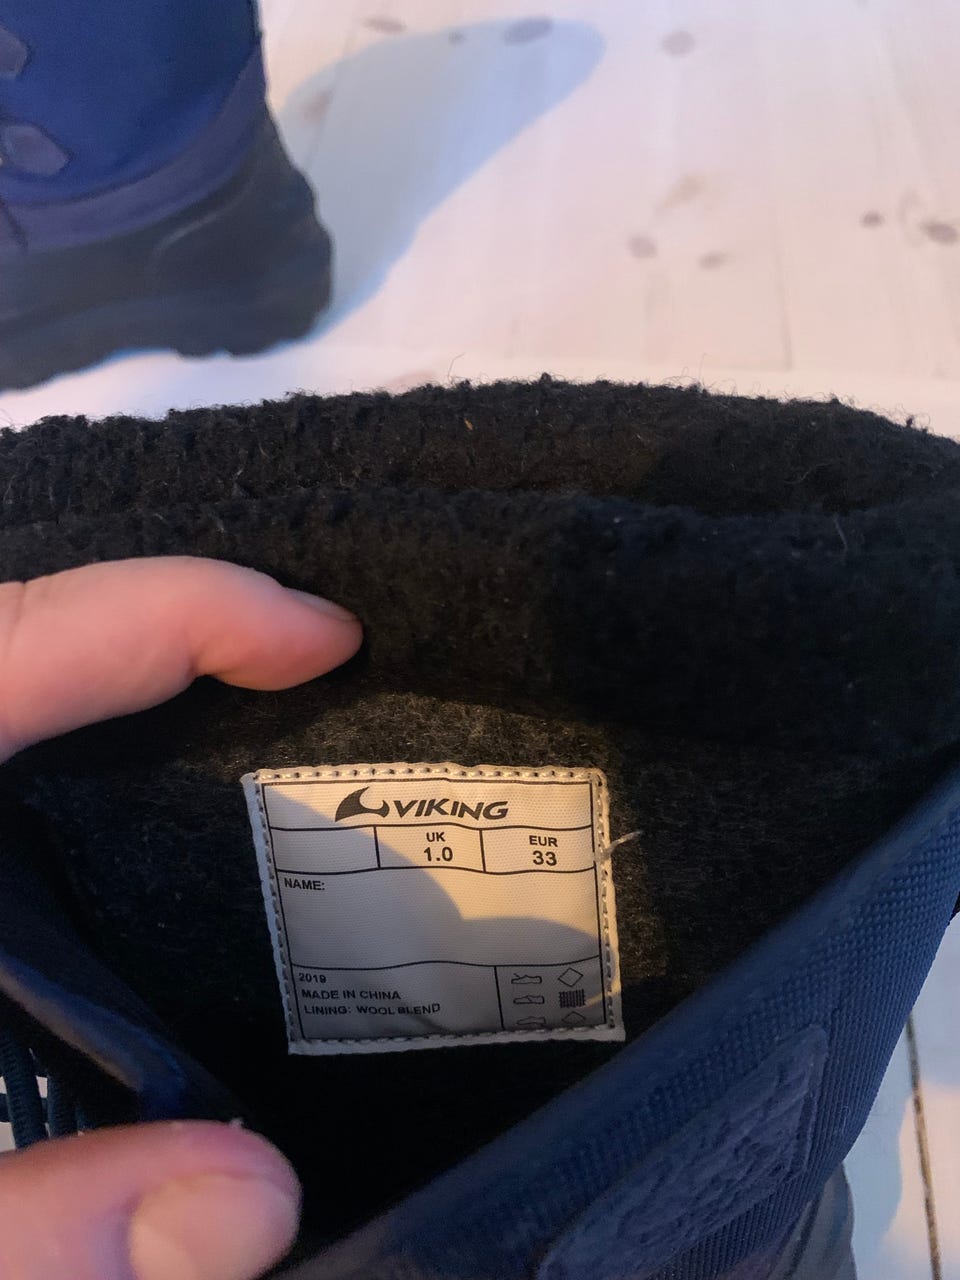 VIKING
UK EUR
1.0 33
NAME:
2019
MADE IN CHINA
LINING: WOOL BLEND